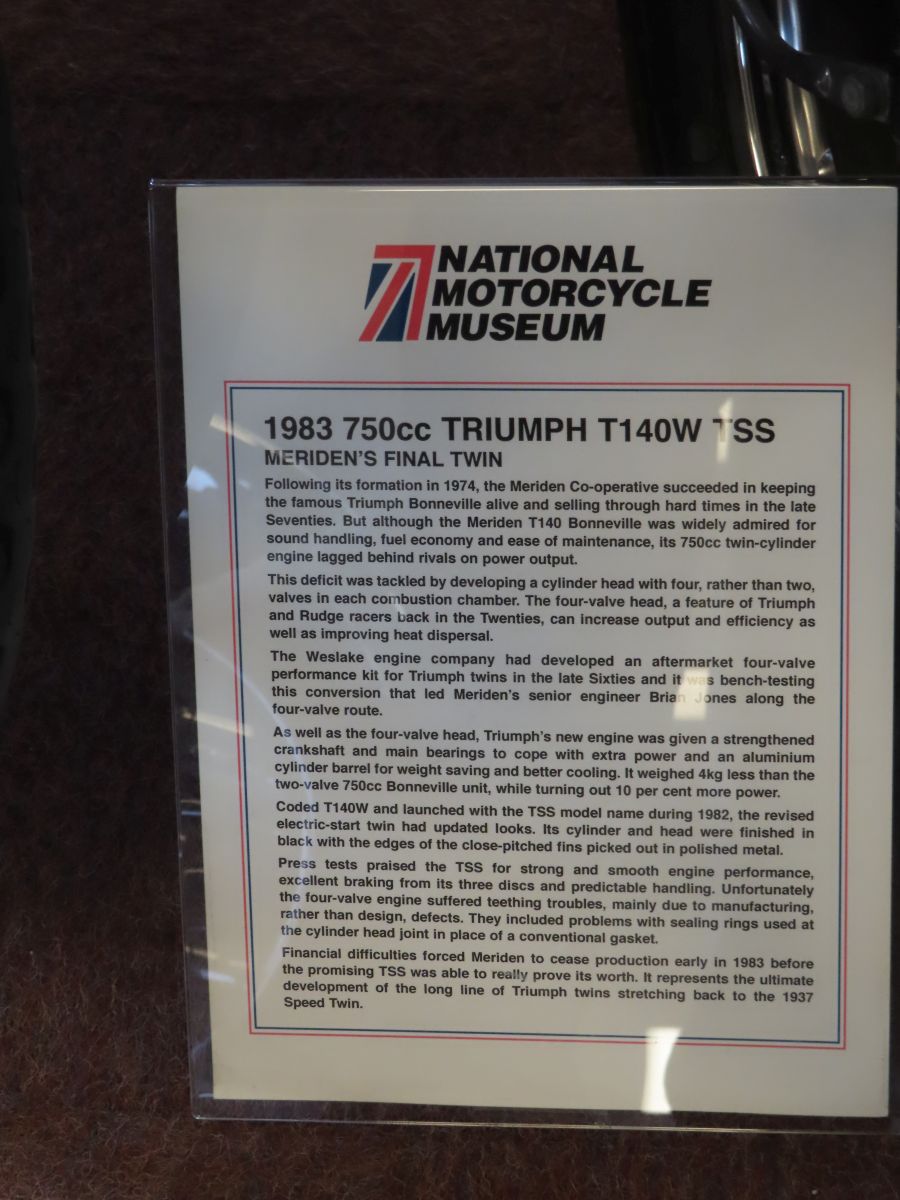 NATIONAL
MOTORCYCLE
MUSEUM
1983 750cc TRIUMPH T140W TSS
MERIDEN'S FINAL TWIN
Following its formation in 1974, the Meriden Co-operative succeeded in keeping
the famous Triumph Bonneville alive and selling through hard times in the late
Seventies. But although the Meriden T140 Bonneville was widely admired for
sound handling, fuel economy and ease of maintenance, its 750cc twin-cylinder
engine lagged behind rivals on power output.
This deficit was tackled by developing a cylinder head with four, rather than two,
valves in each combustion chamber. The four-valve head, a feature of Triumph
and Rudge racers back in the Twenties, can increase output and efficiency as
well as improving heat dispersal.
The Weslake engine company had developed an aftermarket four-valve
performance kit for Triumph twins in the late Sixties and it was bench-testing
this conversion that led Meriden's senior engineer Brian Jones along the
four-valve route.
As well as the four-valve head, Triumph's new engine was given a strengthened
crankshaft and main bearings to cope with extra power and an aluminium
cylinder barrel for weight saving and better cooling. It weighed 4kg less than the
two-valve 750cc Bonneville unit, while turning out 10 per cent more power.
Coded T140W and launched with the TSS model name during 1982, the revised
electric-start twin had updated looks. Its cylinder and head were finished in
black with the edges of the close-pitched fins picked out in polished metal.
Press tests praised the TSS for strong and smooth engine performance,
excellent braking from its three discs and predictable handling. Unfortunately
the four-valve engine suffered teething troubles, mainly due to manufacturing,
rather than design, defects. They included problems with sealing rings used at
the cylinder head joint in place of a conventional gasket.
Financial difficulties forced Meriden to cease production early in 1983 before
the promising TSS was able to really prove its worth. It represents the ultimate
development of the long line of Triumph twins stretching back to the 1937
Speed Twin.